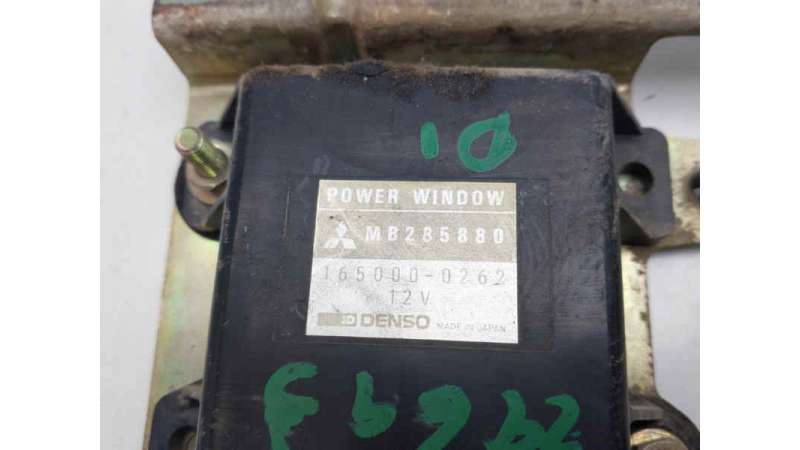 10
POWER WINDOW
MB285880
165000-0262
12V
DENSO MADE IN JAPAN